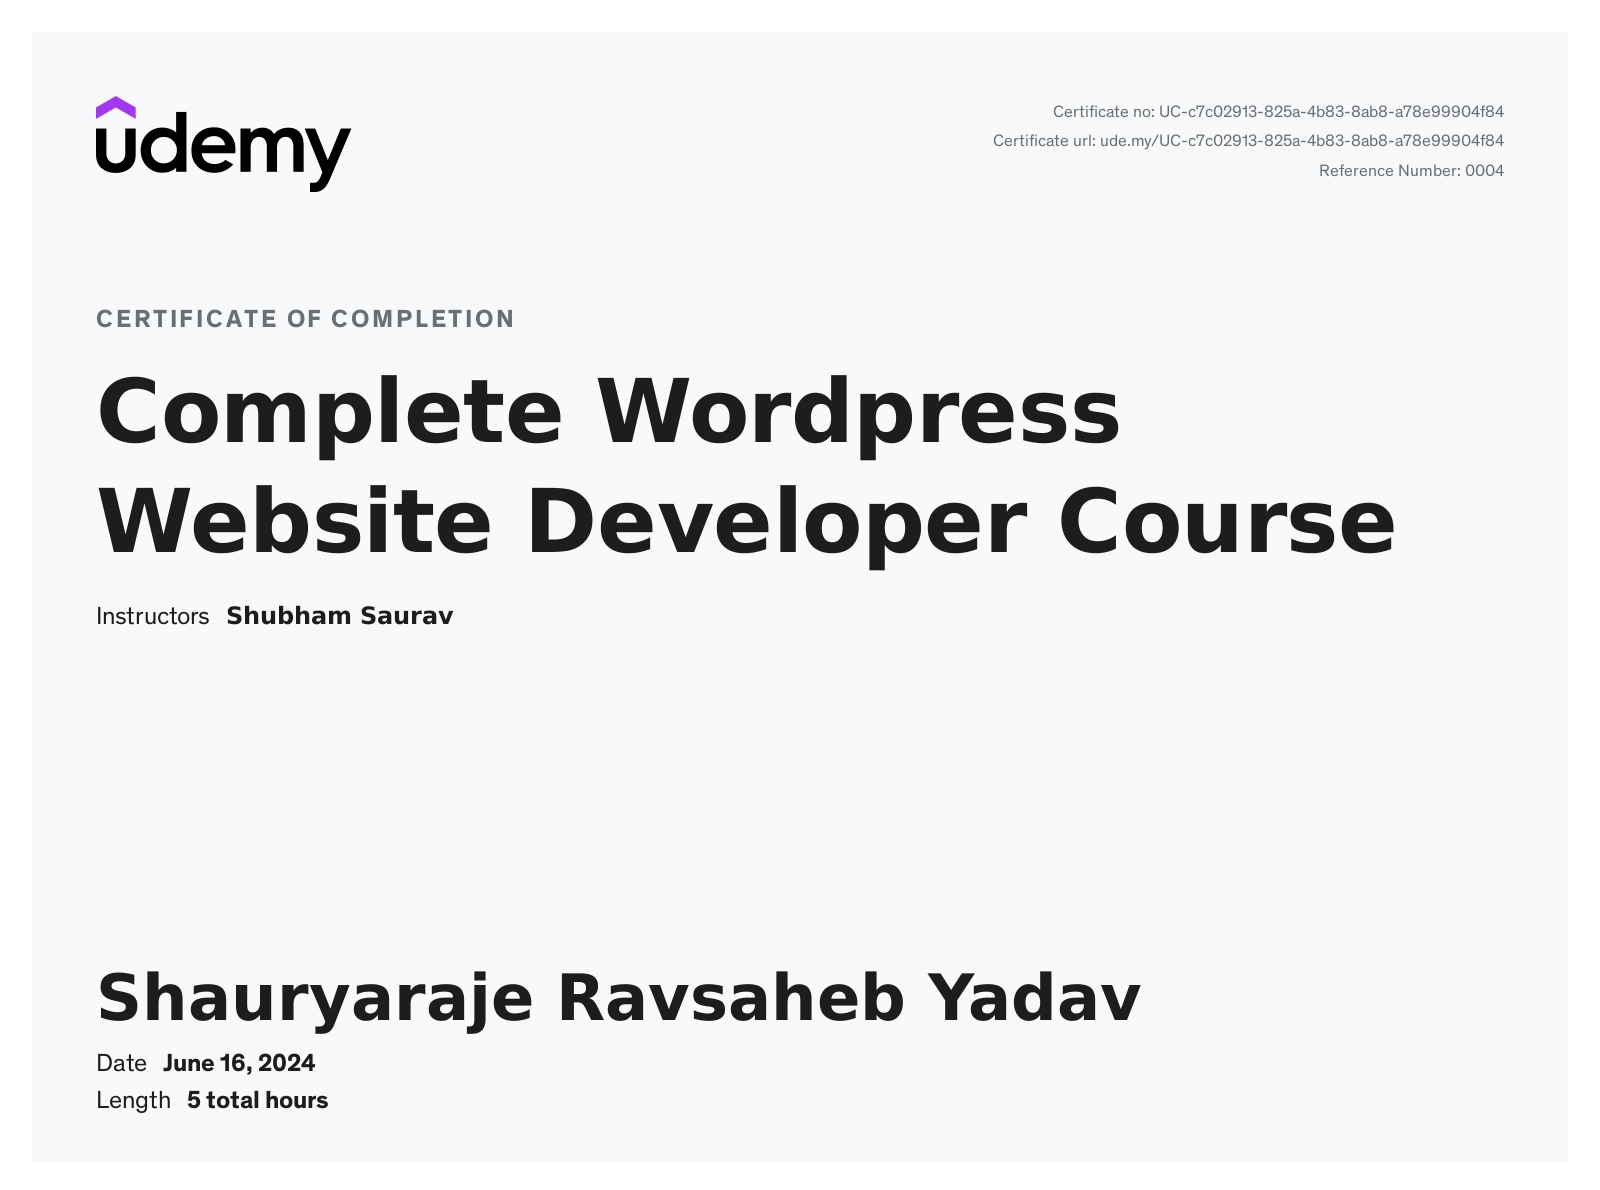 udemy
Certificate no: UC-c7c02913-825a-4b83-8ab8-a78e99904f84
Certificate url: ude.my/UC-c7c02913-825a-4b83-8ab8-a78e99904f84
Reference Number: 0004
CERTIFICATE OF COMPLETION
Complete Wordpress
Website Developer Course
Instructors Shubham Saurav
Shauryaraje Ravsaheb Yadav
Date June 16, 2024
Length 5 total hours